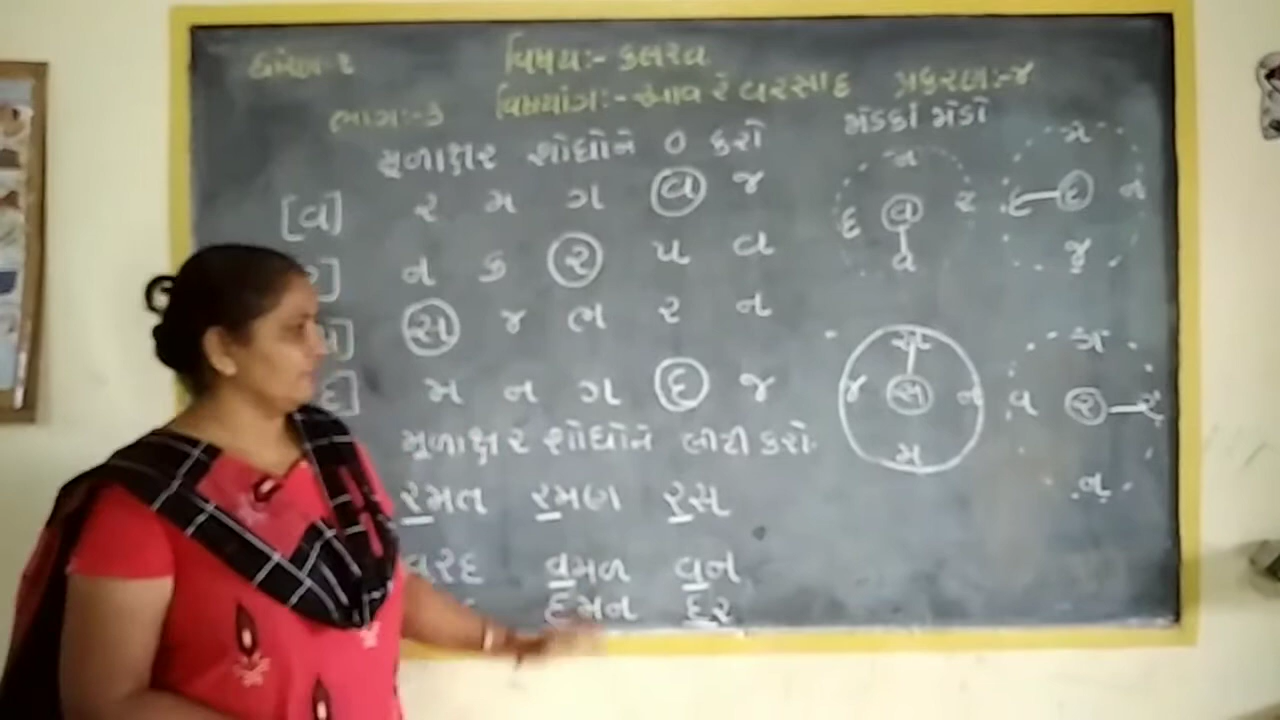 ધોરણ-૨ વિષય:- કલરવ
ભાગ:-૩ વિષયાંગ:- આવ રે વરસાદ પ્રકરણ:-૪
મૂળાક્ષર શોધીને ૦ કરો
[વ] ર મ ગ વ જ
ન ક ર પ વ
સ જ ભ ર ન
[દ] મ ન ગ દ જ
મૂળાક્ષર શોધીને લીટી કરો.
રમત રમણ રસ
વરદ વમળ વન
દમન દર
ન
દ વ ર
વ
દ દ ન
જ
સ
જ સ ન
મ
વ ર ર
ન